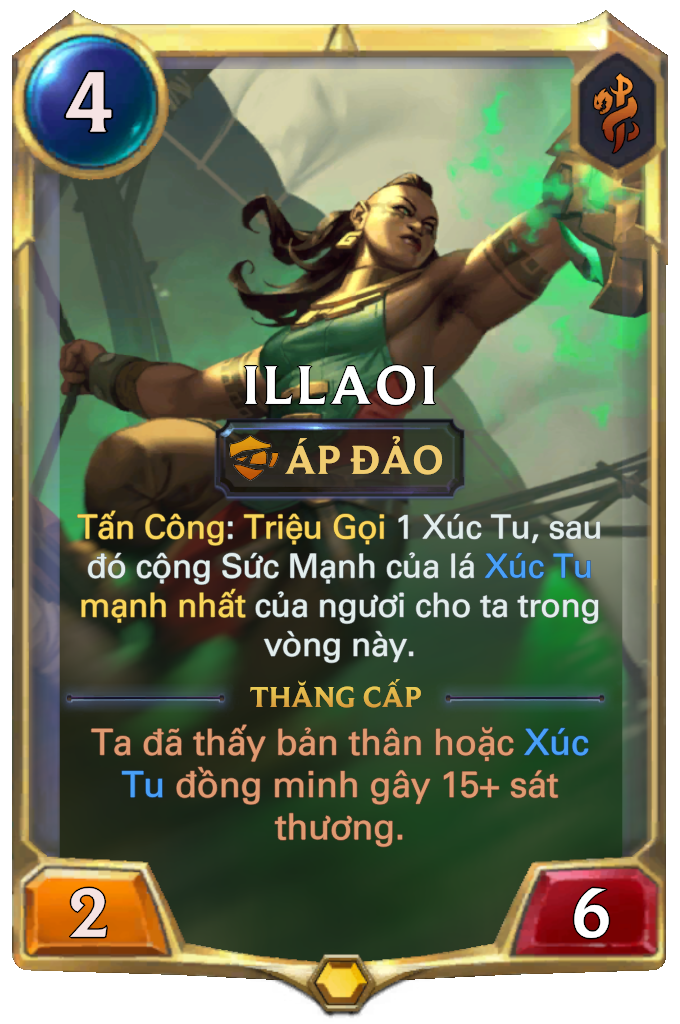 4
ILLAOI
ÁP ĐẢO
Tấn Công: Triệu Gọi 1 Xúc Tu, sau
đó cộng Sức Mạnh của lá Xúc Tu
mạnh nhất của ngươi cho ta trong
vòng này.
THĂNG CẤP
Ta đã thấy bản thân hoặc Xúc
Tu đồng minh gây 15+ sát
thương.
2
6